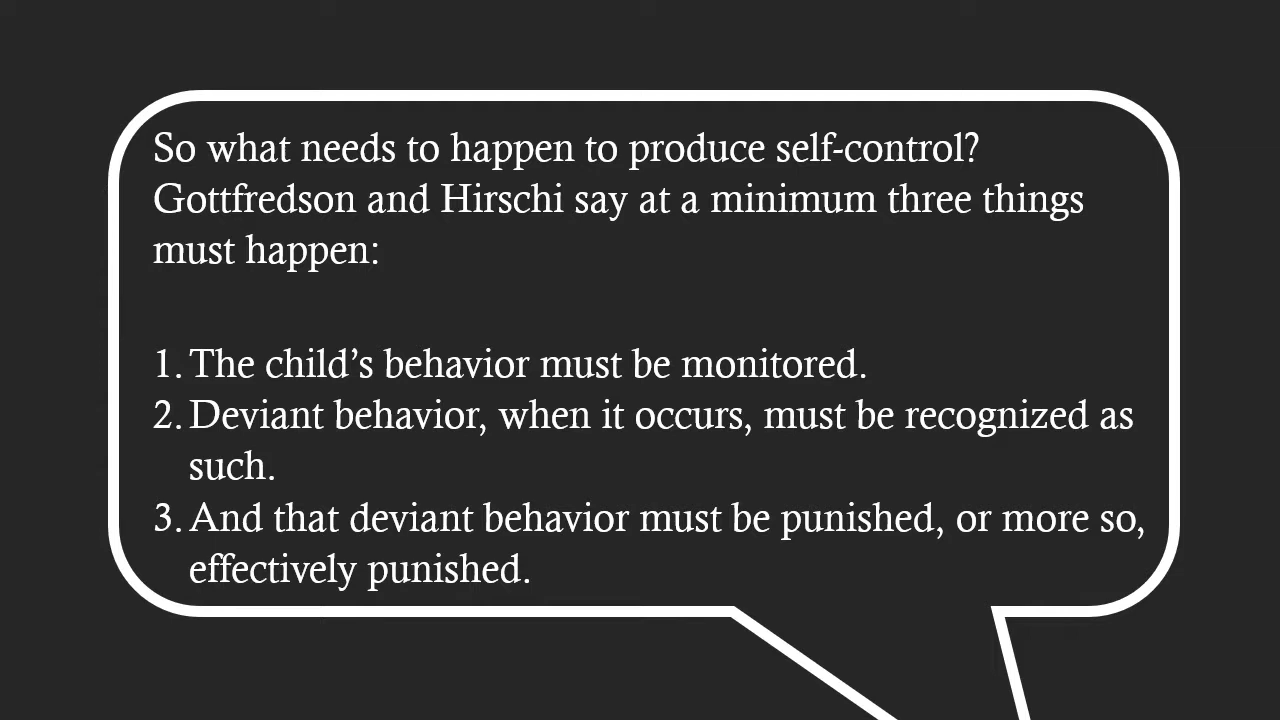 So what needs to happen to produce self-control?
Gottfredson and Hirschi say at a minimum three things
must happen:
1. The child’s behavior must be monitored.
2. Deviant behavior, when it occurs, must be recognized as
such.
3. And that deviant behavior must be punished, or more so,
effectively punished.